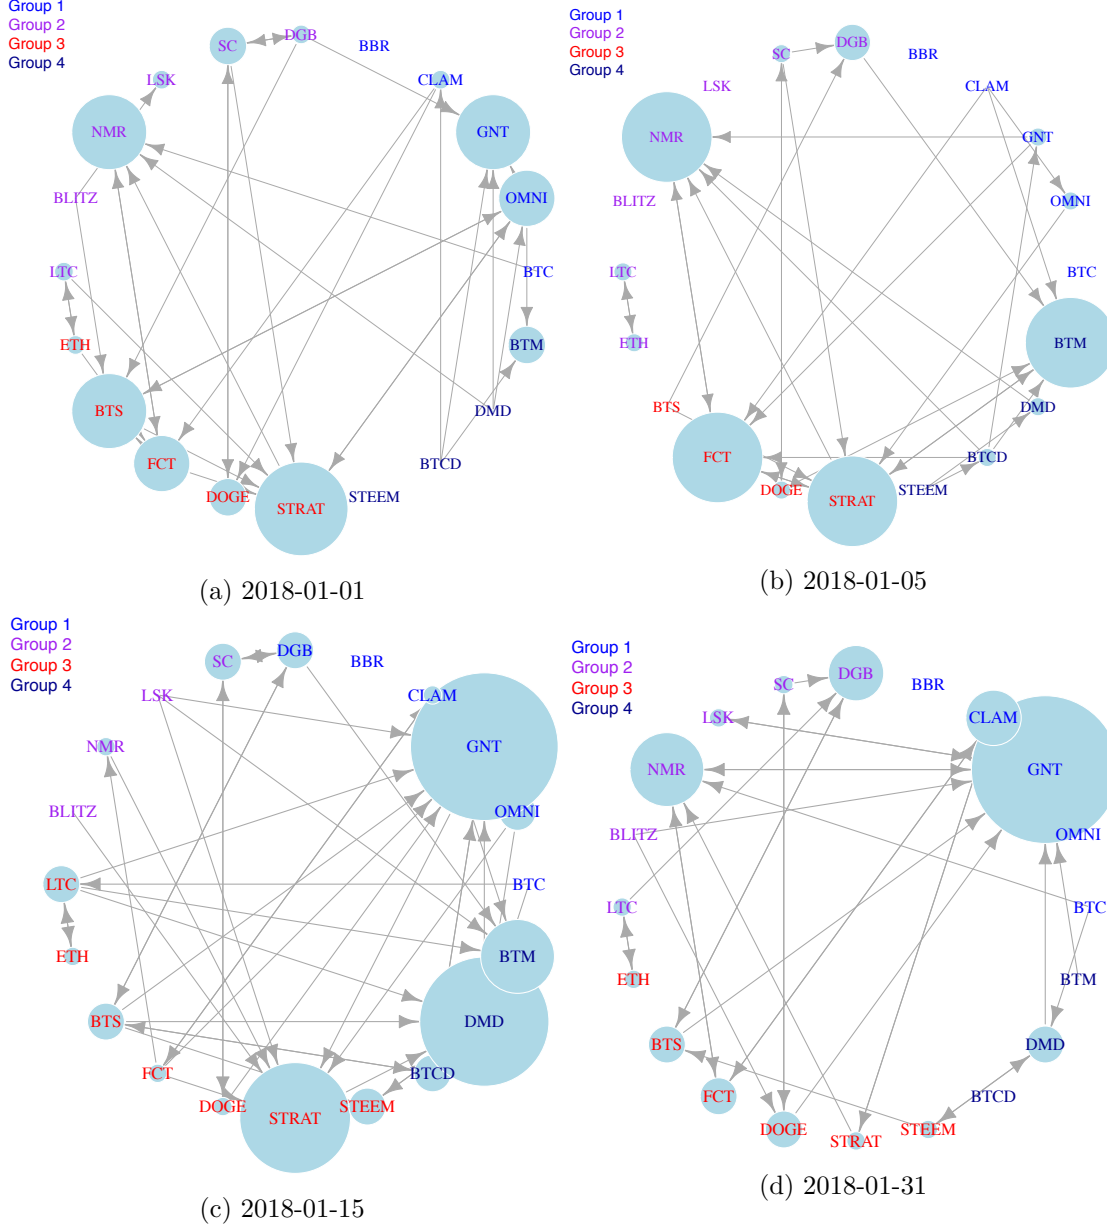 Group 1
Group 2
Group 3
Group 4
DGB
SC
BBR
LSK
CLAM
NMR
GNT
BLITZ
OMNI
LTC
BTC
ETH
BTM
BTS
DMD
FCT
BTCD
DOGE
STRAT
STEEM
(a) 2018-01-01
Group 1
Group 2
Group 3
Group 4
DGB
SC
BBR
LSK
CLAM
NMR
GNT
BLITZ
OMNI
LTC
BTC
ETH
BTM
BTS
DMD
FCT
BTCD
DOGE
STRAT
STEEM
(b) 2018-01-05
Group 1
Group 2
Group 3
Group 4
DGB
SC
BBR
LSK
CLAM
NMR
GNT
BLITZ
OMNI
LTC
BTC
ETH
BTM
BTS
DMD
FCT
BTCD
DOGE
STRAT
STEEM
(c) 2018-01-15
Group 1
Group 2
Group 3
Group 4
DGB
SC
BBR
LSK
CLAM
NMR
GNT
BLITZ
OMNI
LTC
BTC
ETH
BTM
BTS
DMD
FCT
BTCD
DOGE
STRAT
STEEM
(d) 2018-01-31